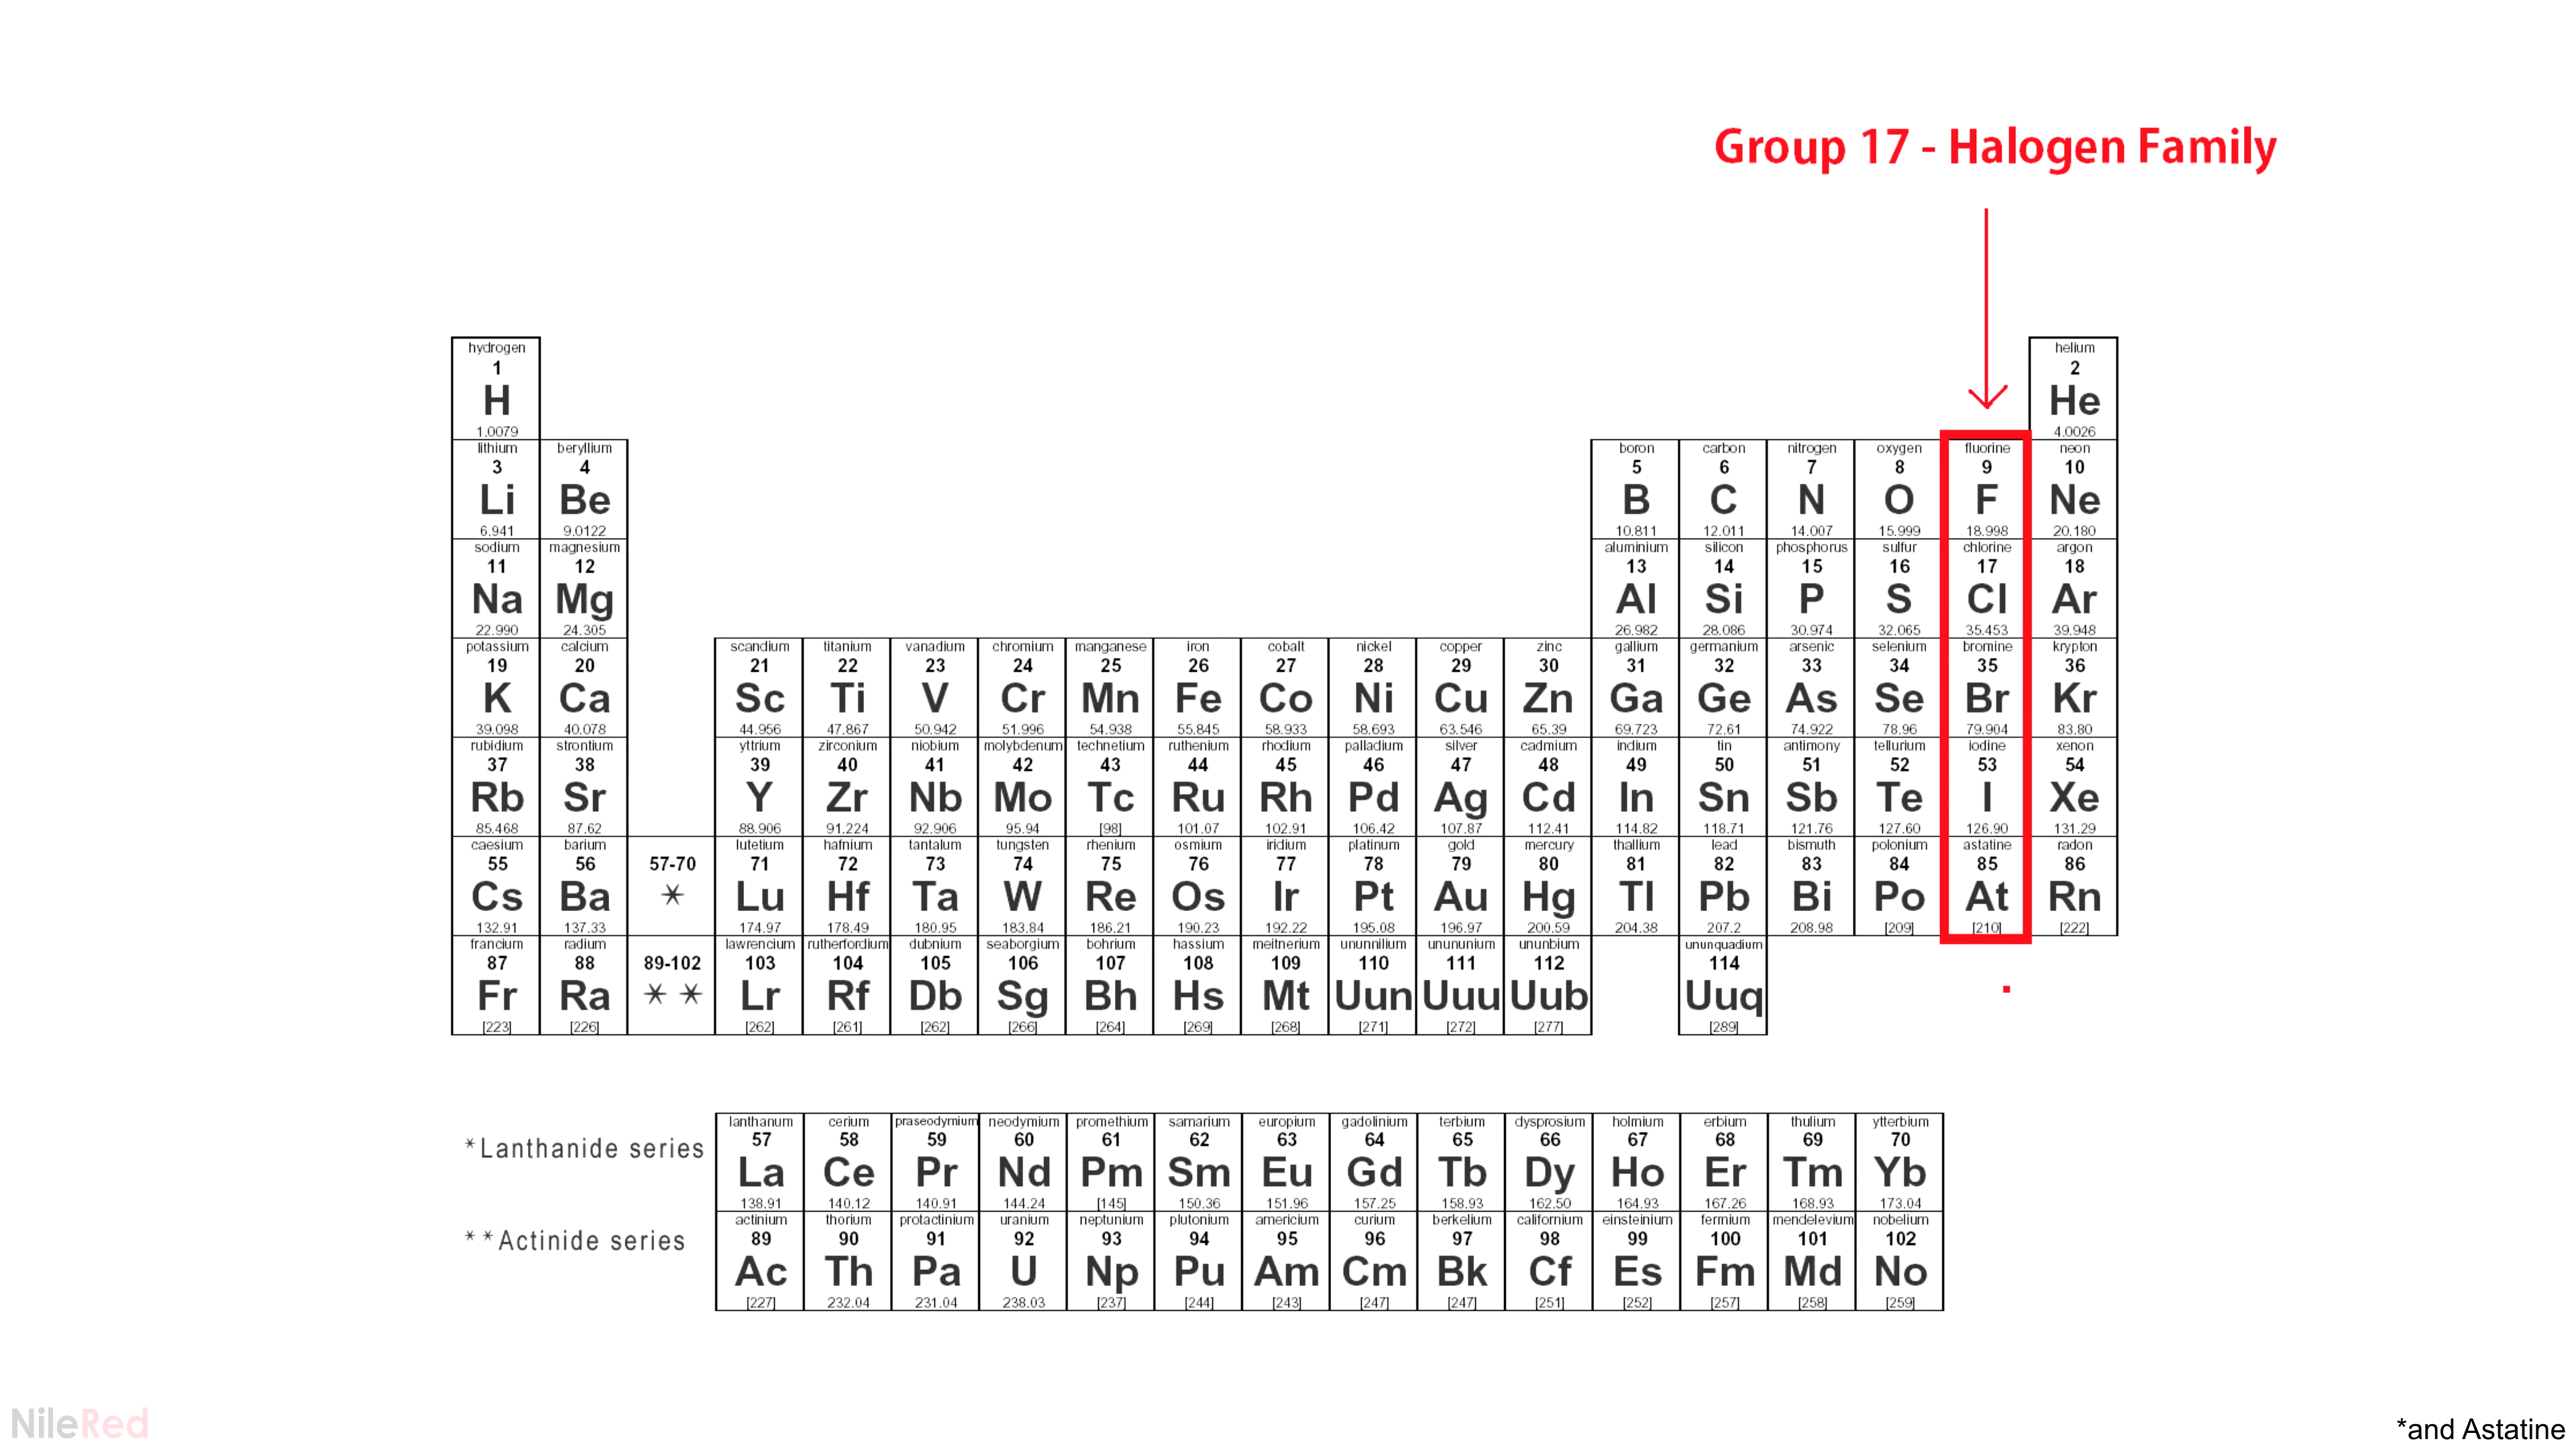 Group 17 - Halogen Family
hydrogen helium
1 2
H He
1.0079 4.0026
lithium beryllium boron carbon nitrogen oxygen fluorine neon
3 4 5 6 7 8 9 10
Li Be B C N O F Ne
6.941 9.0122 10.811 12.011 14.007 15.999 18.998 20.180
sodium magnesium aluminium silicon phosphorus sulfur chlorine argon
11 12 13 14 15 16 17 18
Na Mg Al Si P S Cl Ar
22.990 24.305 26.982 28.086 30.974 32.065 35.453 39.948
potassium calcium scandium titanium vanadium chromium manganese iron cobalt nickel copper zinc gallium germanium arsenic selenium bromine krypton
19 20 21 22 23 24 25 26 27 28 29 30 31 32 33 34 35 36
K Ca Sc Ti V Cr Mn Fe Co Ni Cu Zn Ga Ge As Se Br Kr
39.098 40.078 44.956 47.867 50.942 51.996 54.938 55.845 58.933 58.693 63.546 65.39 69.723 72.61 74.922 78.96 79.904 83.80
rubidium strontium yttrium zirconium niobium molybdenum technetium ruthenium rhodium palladium silver cadmium indium tin antimony tellurium iodine xenon
37 38 39 40 41 42 43 44 45 46 47 48 49 50 51 52 53 54
Rb Sr Y Zr Nb Mo Tc Ru Rh Pd Ag Cd In Sn Sb Te I Xe
85.468 87.62 88.906 91.224 92.906 95.94 [98] 101.07 102.91 106.42 107.87 112.41 114.82 118.71 121.76 127.60 126.90 131.29
caesium barium lutetium hafnium tantalum tungsten rhenium osmium iridium platinum gold mercury thallium lead bismuth polonium astatine radon
55 56 57-70 71 72 73 74 75 76 77 78 79 80 81 82 83 84 85 86
Cs Ba * Lu Hf Ta W Re Os Ir Pt Au Hg Tl Pb Bi Po At Rn
132.91 137.33 174.97 178.49 180.95 183.84 186.21 190.23 192.22 195.08 196.97 200.59 204.38 207.2 208.98 [209] [210] [222]
francium radium lawrencium rutherfordium dubnium seaborgium bohrium hassium meitnerium ununnilium unununium ununbium ununquadium
87 88 89-102 103 104 105 106 107 108 109 110 111 112 114
Fr Ra * * Lr Rf Db Sg Bh Hs Mt Uun Uuu Uub Uuq
[223] [226] [262] [261] [262] [266] [264] [269] [268] [271] [272] [277] [289]
*Lanthanide series
lanthanum cerium praseodymium neodymium promethium samarium europium gadolinium terbium dysprosium holmium erbium thulium ytterbium
57 58 59 60 61 62 63 64 65 66 67 68 69 70
La Ce Pr Nd Pm Sm Eu Gd Tb Dy Ho Er Tm Yb
138.91 140.12 140.91 144.24 [145] 150.36 151.96 157.25 158.93 162.50 164.93 167.26 168.93 173.04
**Actinide series
actinium thorium protactinium uranium neptunium plutonium americium curium berkelium californium einsteinium fermium mendelevium nobelium
89 90 91 92 93 94 95 96 97 98 99 100 101 102
Ac Th Pa U Np Pu Am Cm Bk Cf Es Fm Md No
[227] 232.04 231.04 238.03 [237] [244] [243] [247] [247] [251] [252] [257] [258] [259]
NileRed
*and Astatine